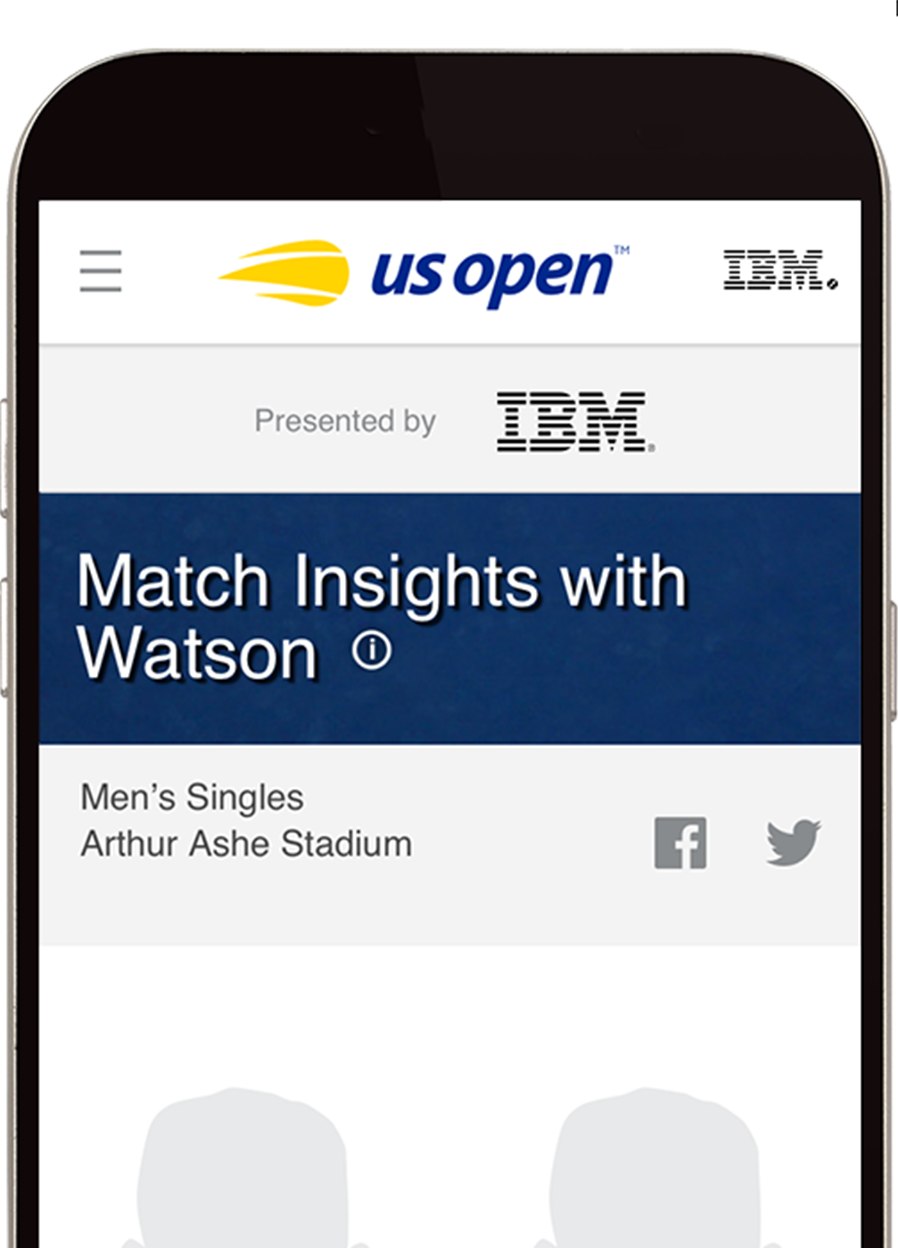 us open™
IBM®
Presented by
IBM®
Match Insights with
Watson
Men’s Singles
Arthur Ashe Stadium